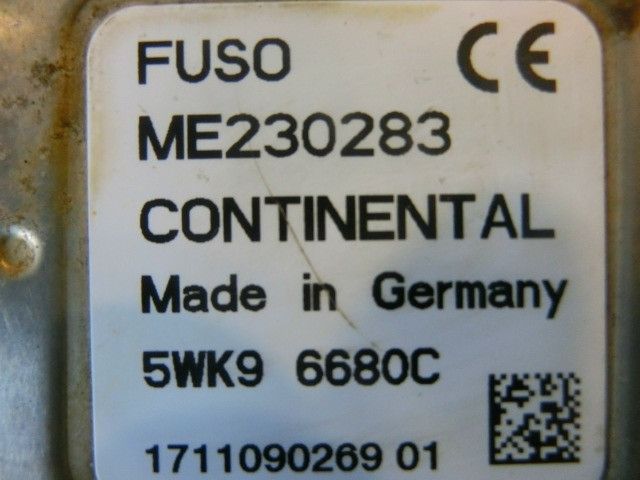 FUSO CE
ME230283
CONTINENTAL
Made in Germany
5WK9 6680C
1711090269 01